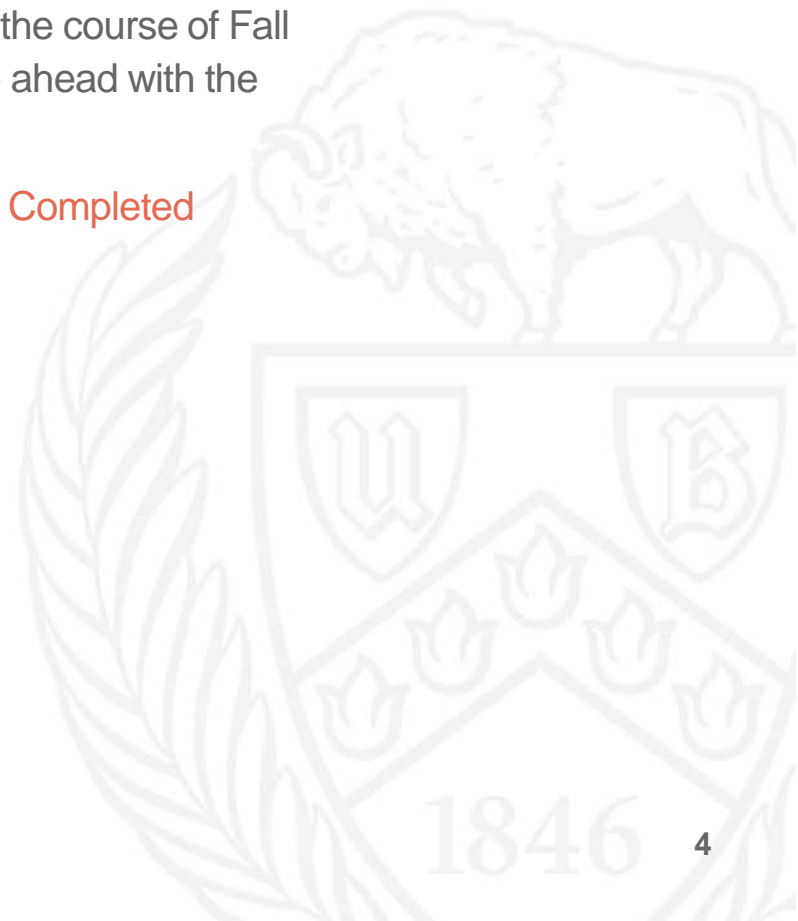 the course of Fall
ahead with the
Completed
U B
1846
4